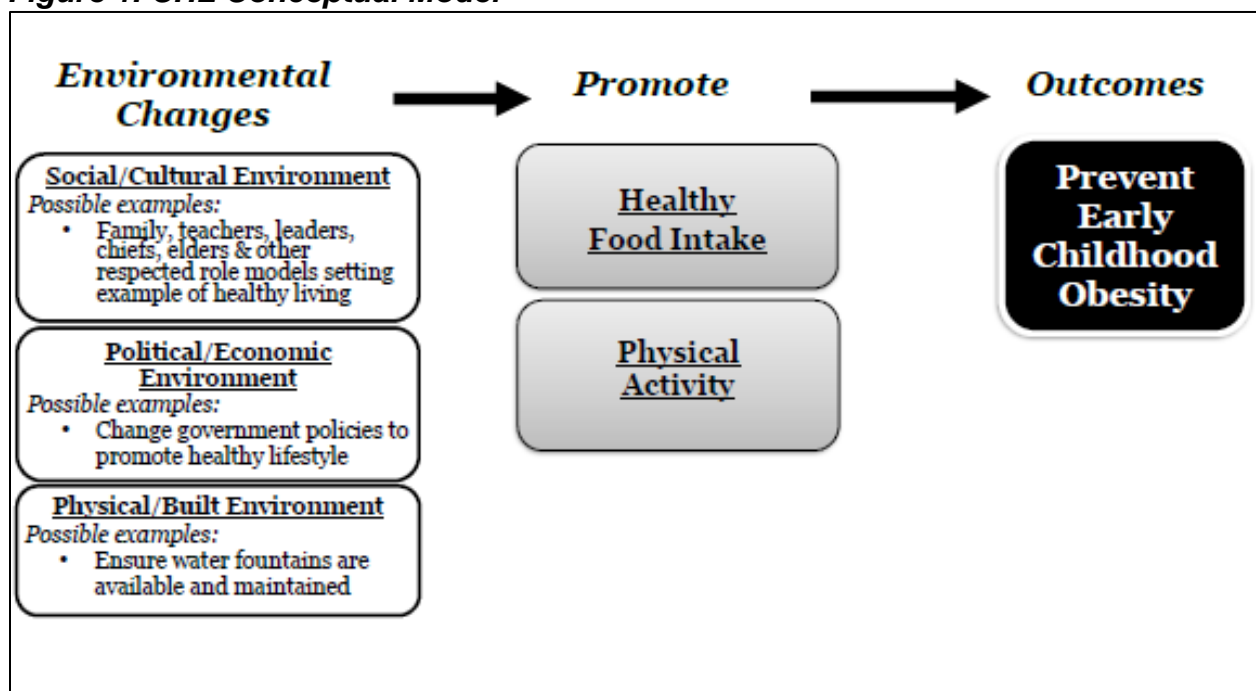 Figure 1: CHL Conceptual Model
Environmental
Changes
Promote
Outcomes
Social/Cultural Environment
Possible examples:
• Family, teachers, leaders,
chiefs, elders & other
respected role models setting
example of healthy living
Political/Economic
Environment
Possible examples:
• Change government policies to
promote healthy lifestyle
Physical/Built Environment
Possible examples:
• Ensure water fountains are
available and maintained
Healthy
Food Intake
Physical
Activity
Prevent
Early
Childhood
Obesity